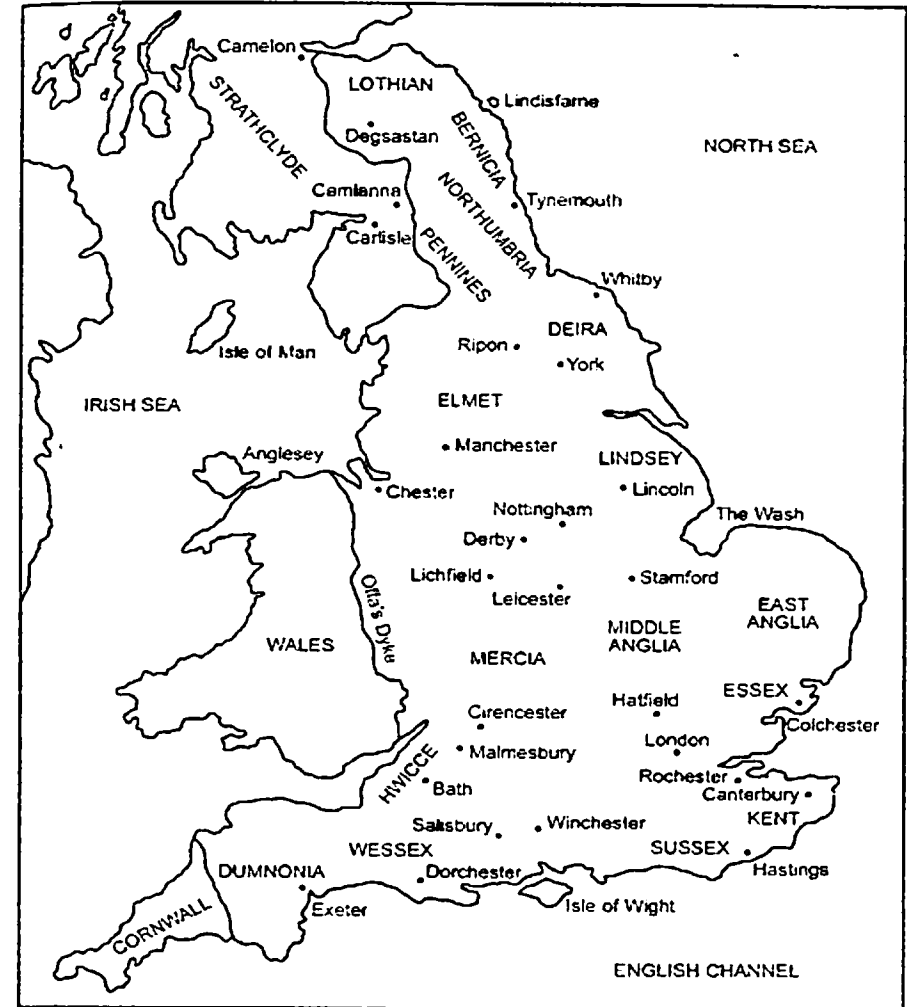 Camelon
LOTHIAN
STRATHCLYDE
Lindisfarne
BERNICIA
Degsastan
NORTH SEA
NORTHUMBRIA
Camlanna
Tynemouth
Carlisle
PENNINES
Whitby
DEIRA
Isle of Man
Ripon
York
IRISH SEA
ELMET
Manchester
Anglesey
LINDSEY
Chester
Lincoln
Nottingham
The Wash
Derby
Lichfield
Stamford
Leicester
Offa's Dyke
EAST
ANGLIA
WALES
MIDDLE
ANGLIA
MERCIA
ESSEX
Hatfield
Cirencester
Colchester
London
Malmesbury
HWICCE
Rochester
Bath
Canterbury
KENT
Salisbury
Winchester
WESSEX
SUSSEX
Hastings
DUMNONIA
Dorchester
Exeter
Isle of Wight
CORNWALL
ENGLISH CHANNEL